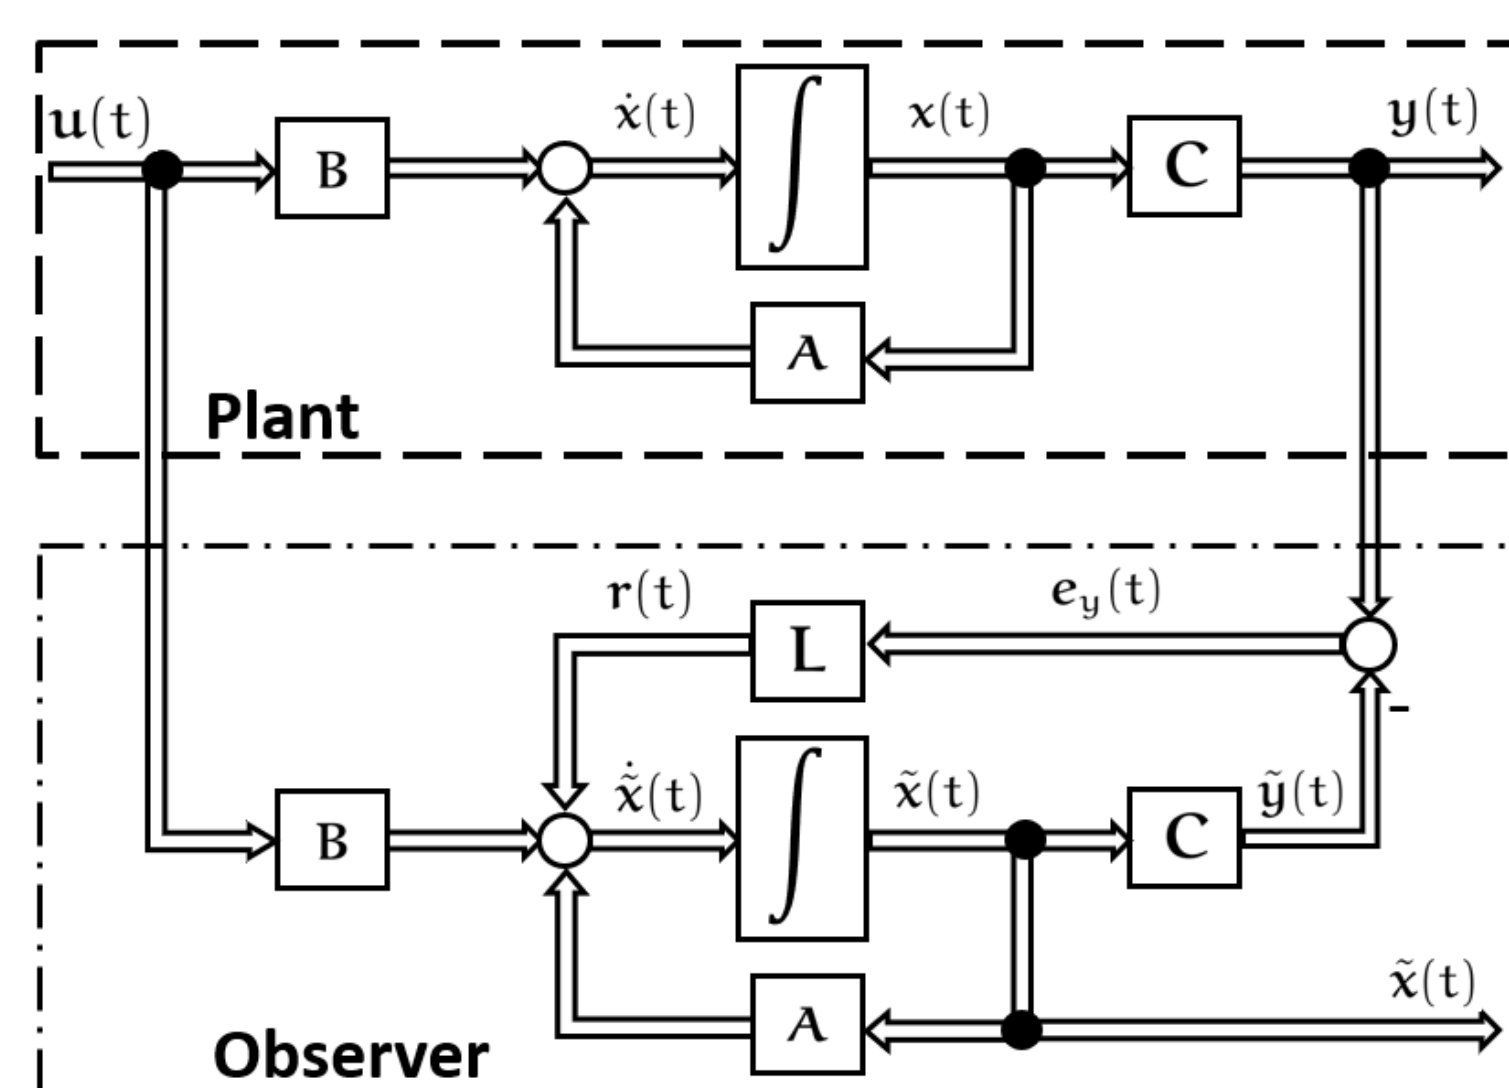 u(t)
B
ẋ(t)
∫
x(t)
C
y(t)
A
Plant
r(t)
L
e_y(t)
-
B
x̃̇(t)
∫
x̃(t)
C
ỹ(t)
A
x̃(t)
Observer